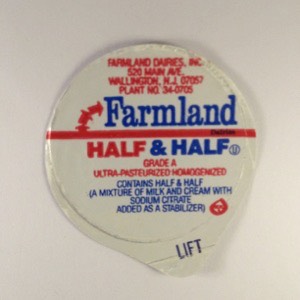 FARMLAND DAIRIES, INC.
520 MAIN AVE.
WALLINGTON, N.J. 07057
PLANT NO. 34-0705
Farmland
Dairies
HALF & HALF U
GRADE A
ULTRA-PASTEURIZED HOMOGENIZED
CONTAINS HALF & HALF
(A MIXTURE OF MILK AND CREAM WITH
SODIUM CITRATE
ADDED AS A STABILIZER)
LIFT